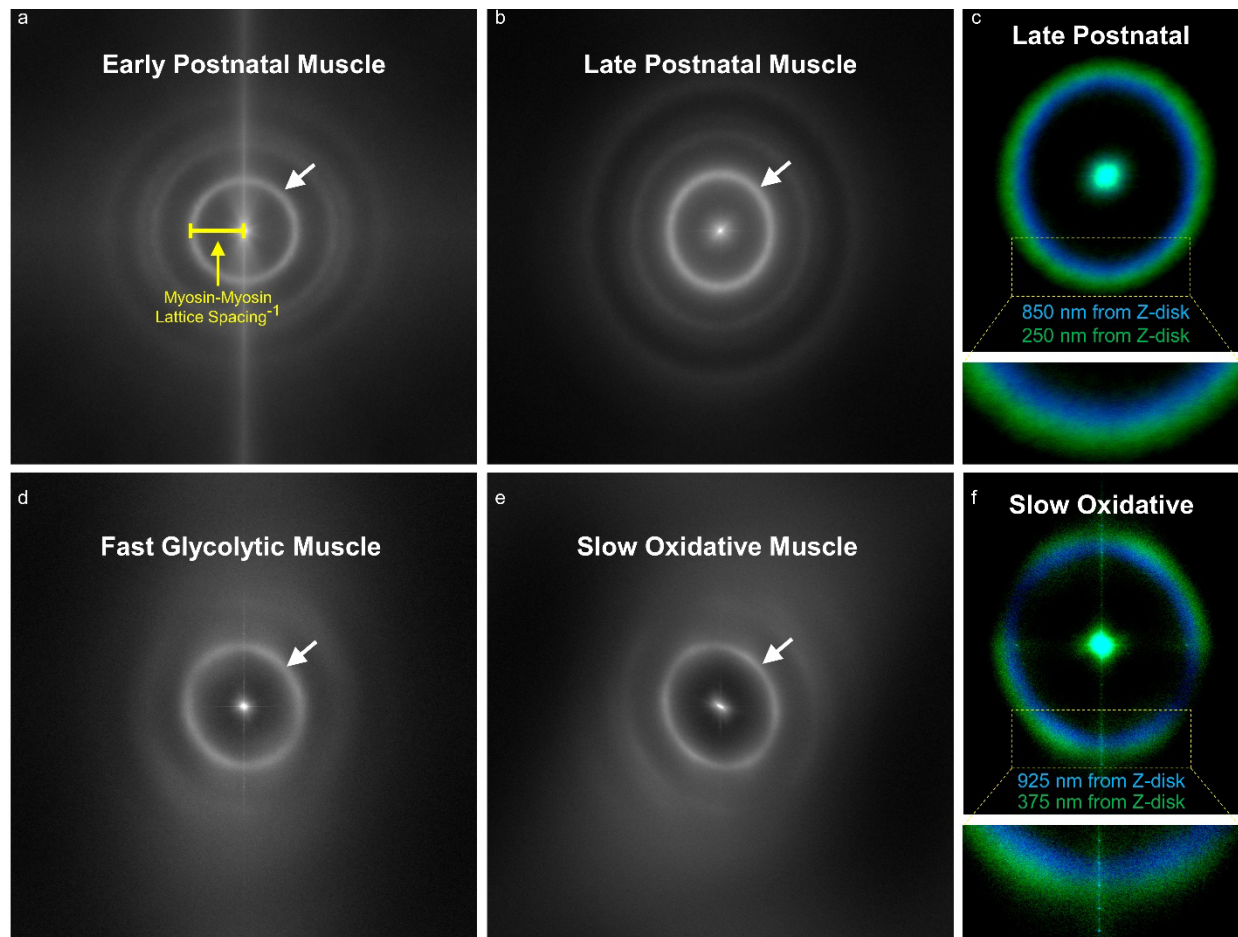 a
Early Postnatal Muscle
Myosin-Myosin
Lattice Spacing-1
b
Late Postnatal Muscle
c
Late Postnatal
850 nm from Z-disk
250 nm from Z-disk
d
Fast Glycolytic Muscle
e
Slow Oxidative Muscle
f
Slow Oxidative
925 nm from Z-disk
375 nm from Z-disk